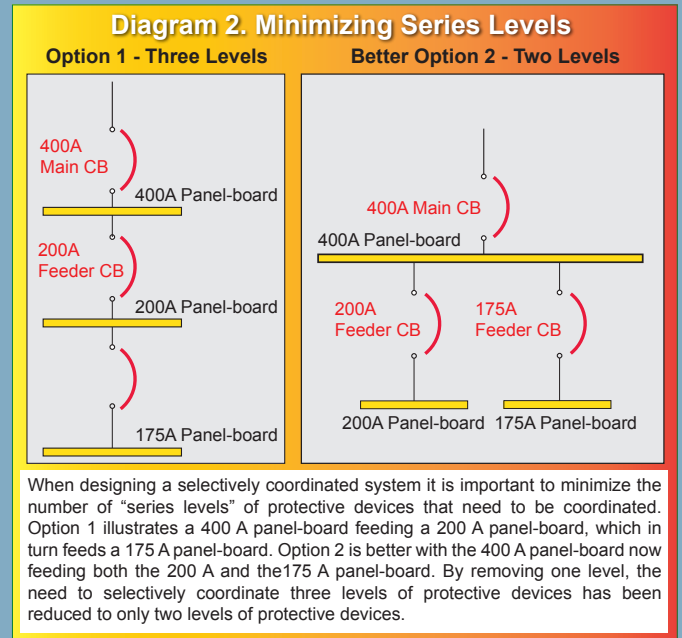 Diagram 2. Minimizing Series Levels
Option 1 - Three Levels
400A
Main CB
400A Panel-board
200A
Feeder CB
200A Panel-board
175A Panel-board
Better Option 2 - Two Levels
400A Main CB
400A Panel-board
200A
Feeder CB
175A
Feeder CB
200A Panel-board
175A Panel-board
When designing a selectively coordinated system it is important to minimize the
number of “series levels” of protective devices that need to be coordinated.
Option 1 illustrates a 400 A panel-board feeding a 200 A panel-board, which in
turn feeds a 175 A panel-board. Option 2 is better with the 400 A panel-board now
feeding both the 200 A and the175 A panel-board. By removing one level, the
need to selectively coordinate three levels of protective devices has been
reduced to only two levels of protective devices.